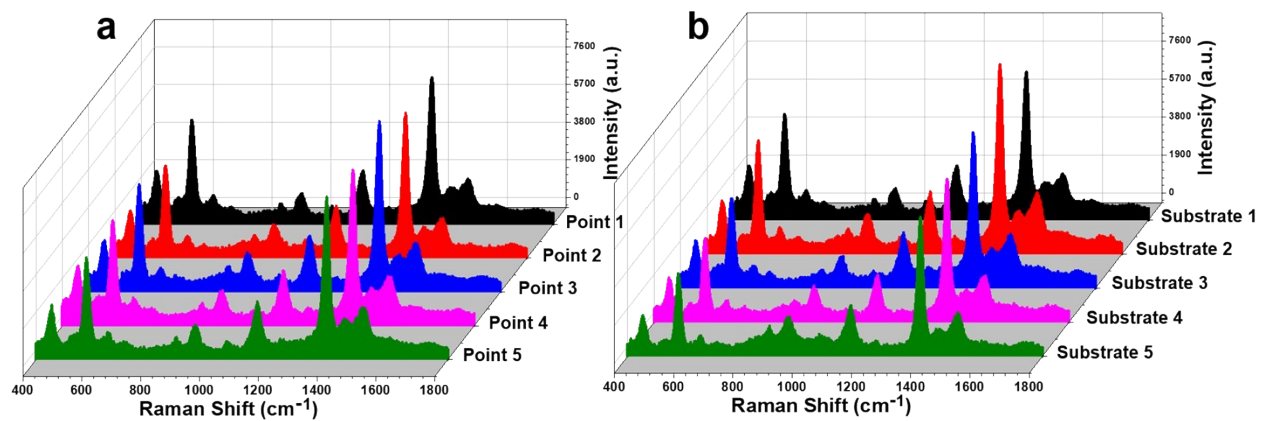 a
7600
5700
3800
1900
0
Intensity (a.u.)
Point 1
Point 2
Point 3
Point 4
Point 5
400 600 800 1000 1200 1400 1600 1800
Raman Shift (cm⁻¹)
b
7600
5700
3800
1900
0
Intensity (a.u.)
Substrate 1
Substrate 2
Substrate 3
Substrate 4
Substrate 5
400 600 800 1000 1200 1400 1600 1800
Raman Shift (cm⁻¹)